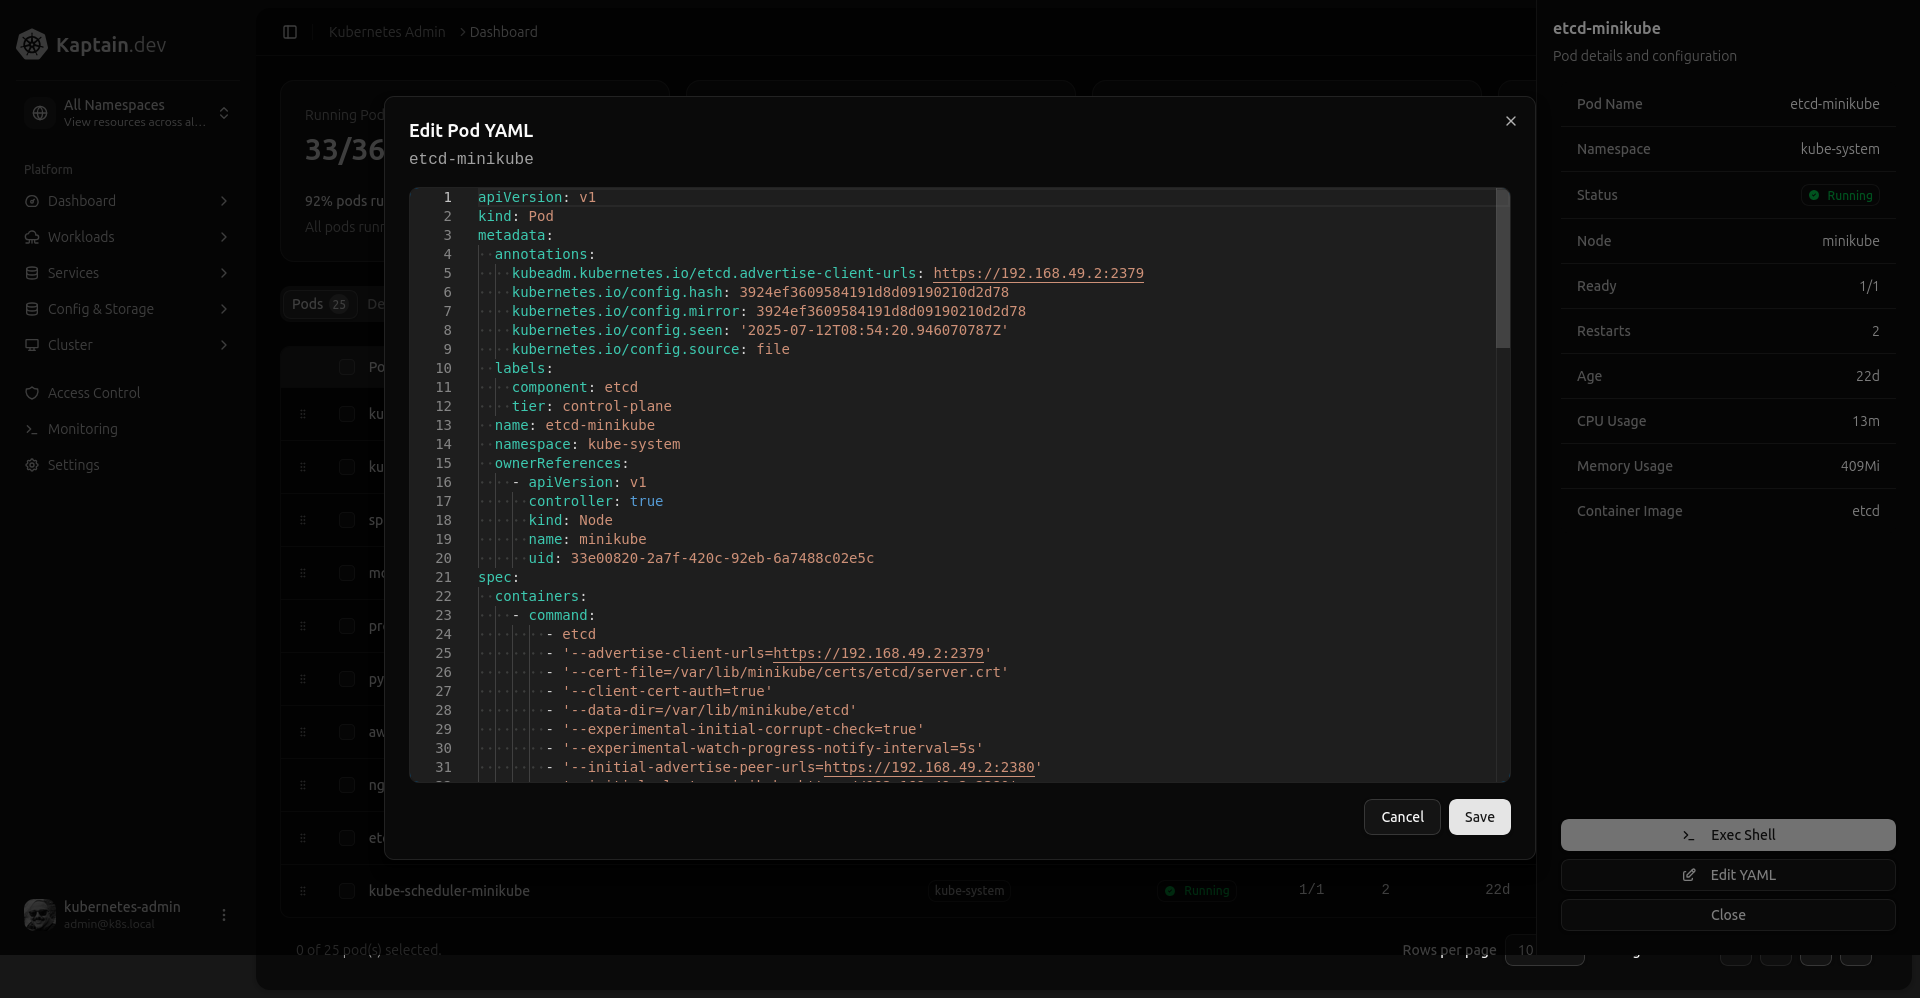 Kaptain.dev
All Namespaces
View resources across al...
Platform
Dashboard
Workloads
Services
Config & Storage
Cluster
Access Control
Monitoring
Settings
kubernetes-admin
admin@k8s.local
Kubernetes Admin > Dashboard
Running Pod
33/36
92% pods ru
All pods runn
Pods 25 De
Po
ku
ku
sp
mo
pr
py
aw
ng
etc
kube-scheduler-minikube kube-system Running 1/1 2 22d
0 of 25 pod(s) selected.
Rows per page 10
Edit Pod YAML
etcd-minikube
1 apiVersion: v1
2 kind: Pod
3 metadata:
4 annotations:
5 kubeadm.kubernetes.io/etcd.advertise-client-urls: https://192.168.49.2:2379
6 kubernetes.io/config.hash: 3924ef3609584191d8d09190210d2d78
7 kubernetes.io/config.mirror: 3924ef3609584191d8d09190210d2d78
8 kubernetes.io/config.seen: '2025-07-12T08:54:20.946070787Z'
9 kubernetes.io/config.source: file
10 labels:
11 component: etcd
12 tier: control-plane
13 name: etcd-minikube
14 namespace: kube-system
15 ownerReferences:
16 - apiVersion: v1
17 controller: true
18 kind: Node
19 name: minikube
20 uid: 33e00820-2a7f-420c-92eb-6a7488c02e5c
21 spec:
22 containers:
23 - command:
24 - etcd
25 - '--advertise-client-urls=https://192.168.49.2:2379'
26 - '--cert-file=/var/lib/minikube/certs/etcd/server.crt'
27 - '--client-cert-auth=true'
28 - '--data-dir=/var/lib/minikube/etcd'
29 - '--experimental-initial-corrupt-check=true'
30 - '--experimental-watch-progress-notify-interval=5s'
31 - '--initial-advertise-peer-urls=https://192.168.49.2:2380'
Cancel
Save
etcd-minikube
Pod details and configuration
Pod Name etcd-minikube
Namespace kube-system
Status Running
Node minikube
Ready 1/1
Restarts 2
Age 22d
CPU Usage 13m
Memory Usage 409Mi
Container Image etcd
Exec Shell
Edit YAML
Close